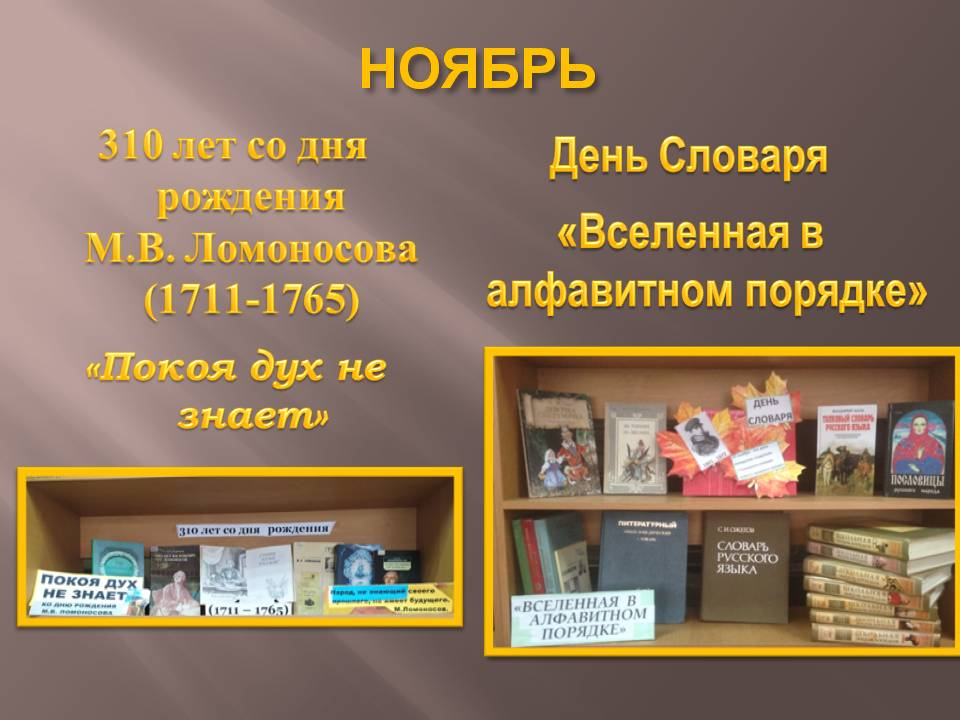 НОЯБРЬ
310 лет со дня
рождения
М.В. Ломоносова
(1711-1765)
«Покоя дух не
знает»
310 лет со дня рождения
ПОКОЯ ДУХ
НЕ ЗНАЕТ
КО ДНЮ РОЖДЕНИЯ
М.В. ЛОМОНОСОВА
(1711 – 1765)
Народ, не знающий своего
прошлого, не имеет будущего.
М.Ломоносов.
День Словаря
«Вселенная в
алфавитном порядке»
ДЕНЬ
СЛОВАРЯ
ТОЛКОВЫЙ СЛОВАРЬ
РУССКОГО ЯЗЫКА
ПОСЛОВИЦЫ
русского народа
ЛИТЕРАТУРНЫЙ
С.И. ОЖЕГОВ
СЛОВАРЬ
РУССКОГО
ЯЗЫКА
«ВСЕЛЕННАЯ В
АЛФАВИТНОМ
ПОРЯДКЕ»